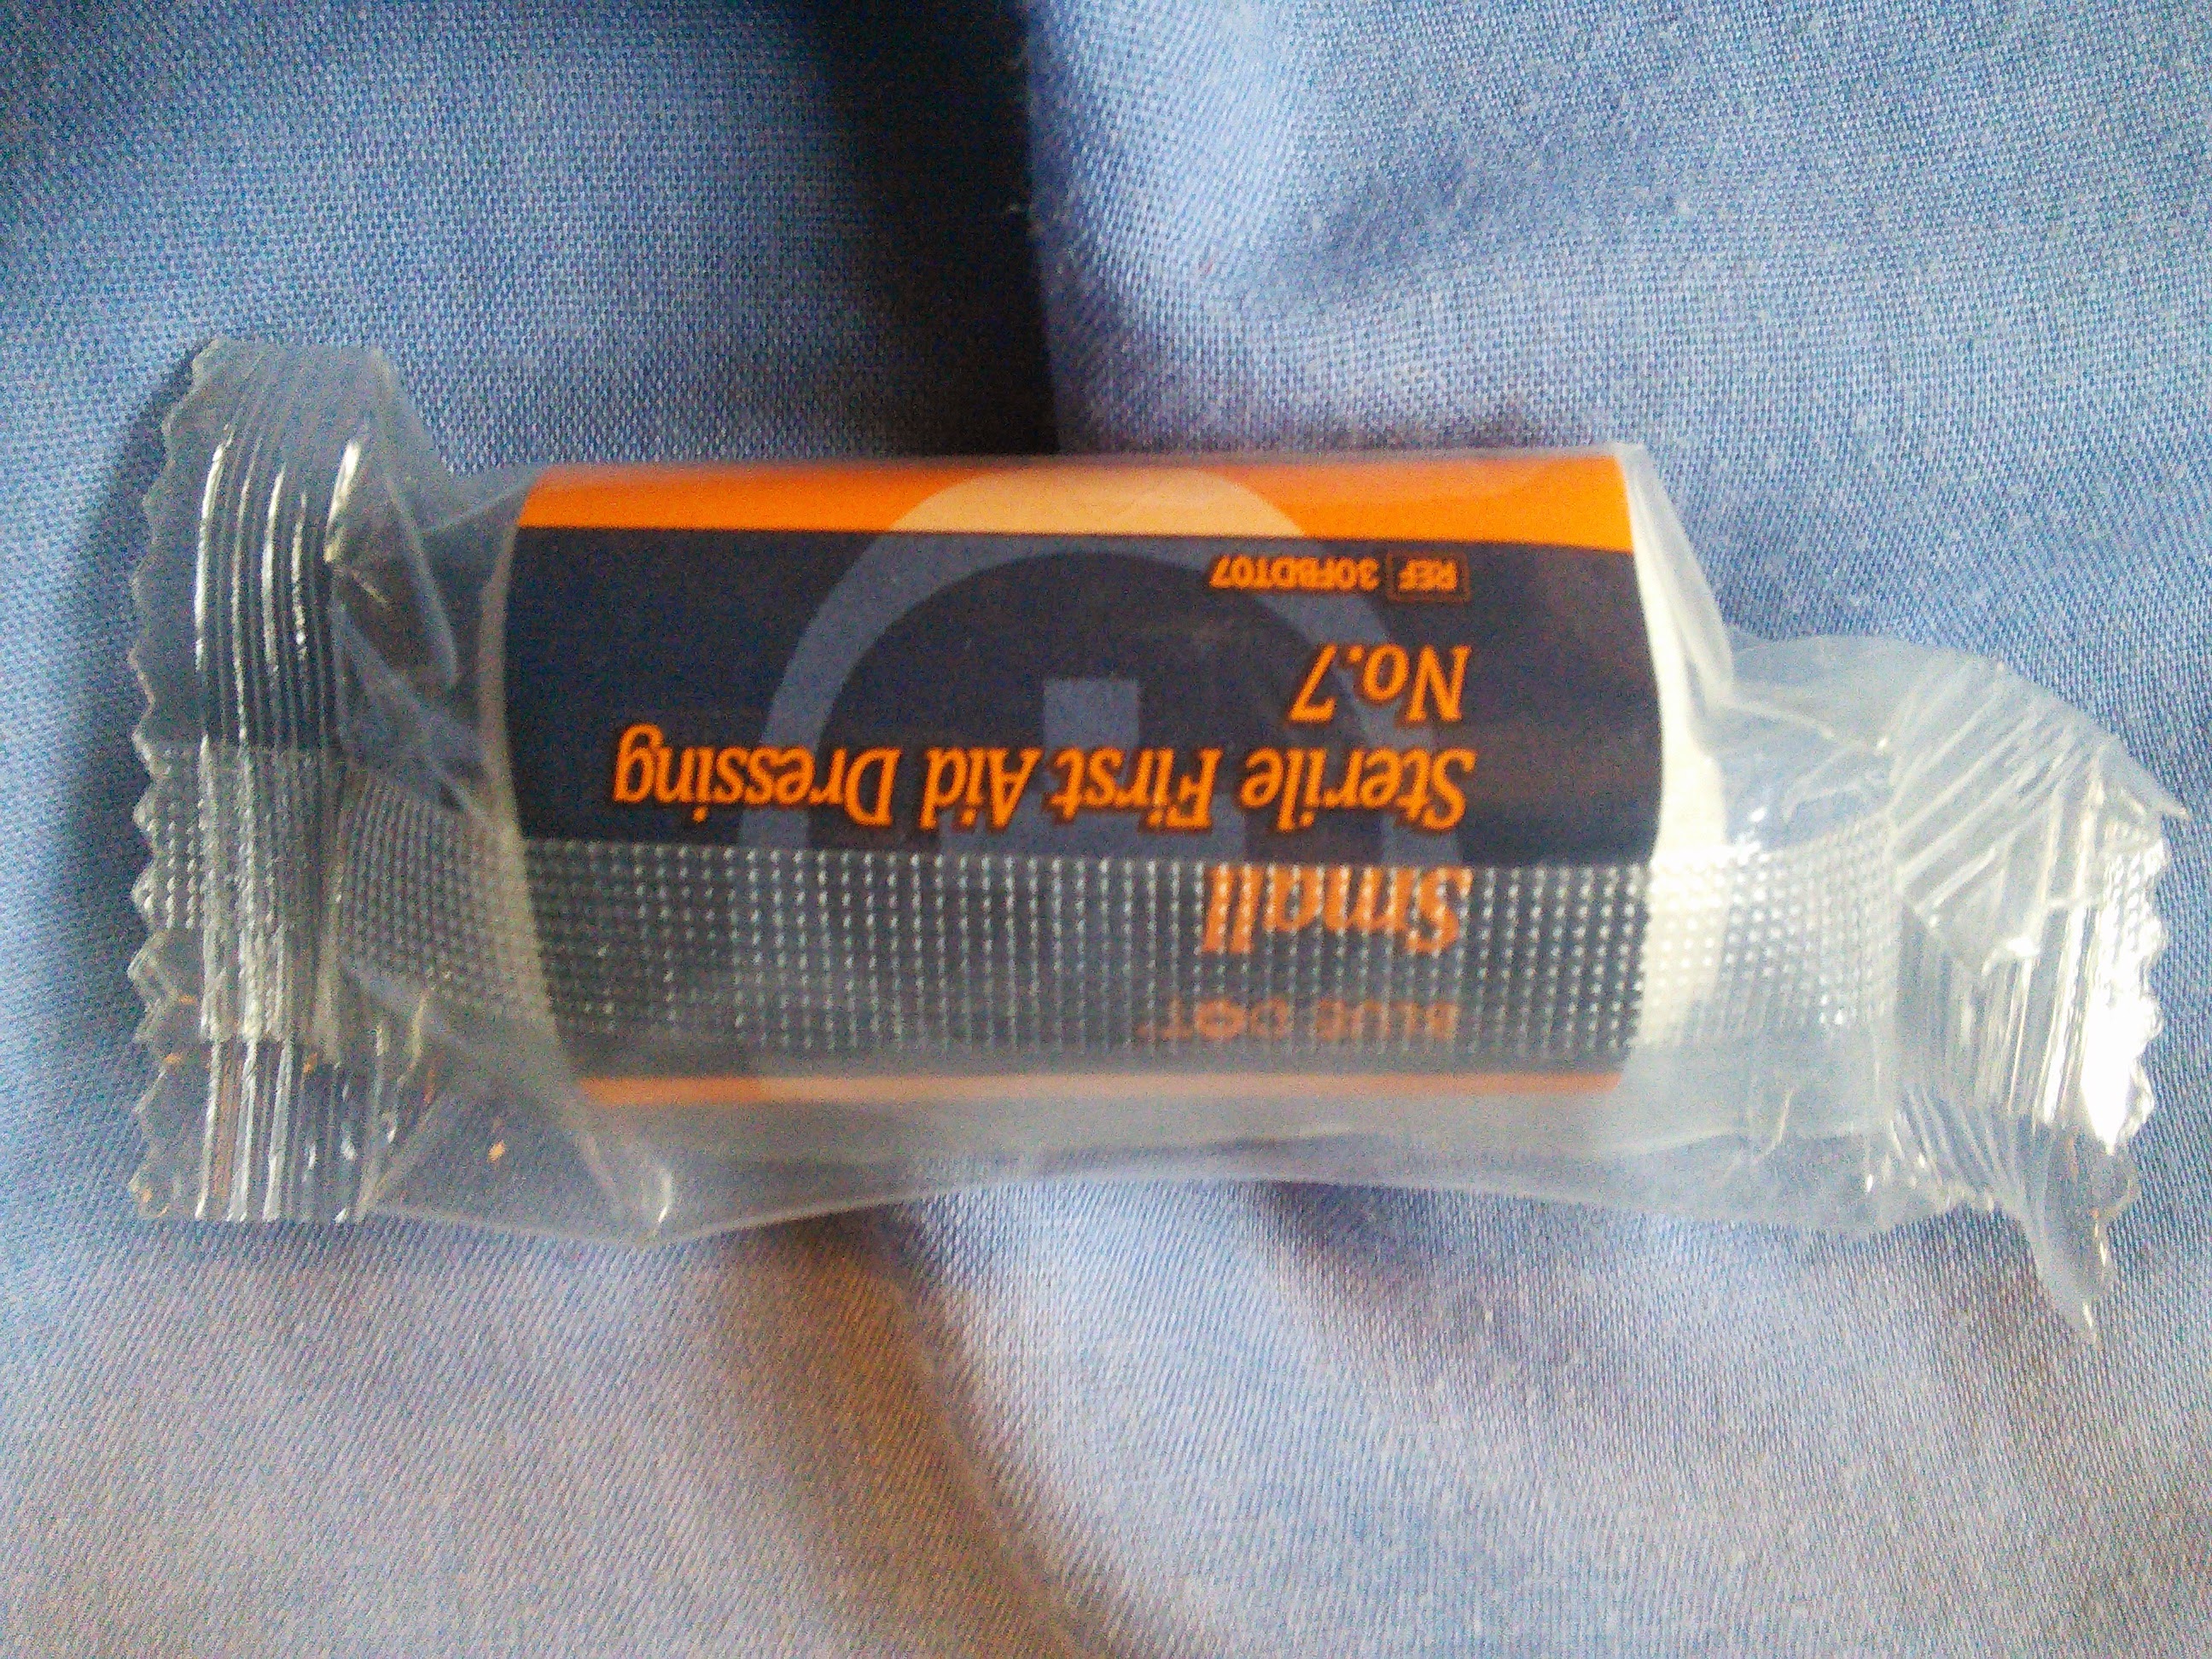 BLUE DOT
Small
Sterile First Aid Dressing
No.7
REF 30FBDT07